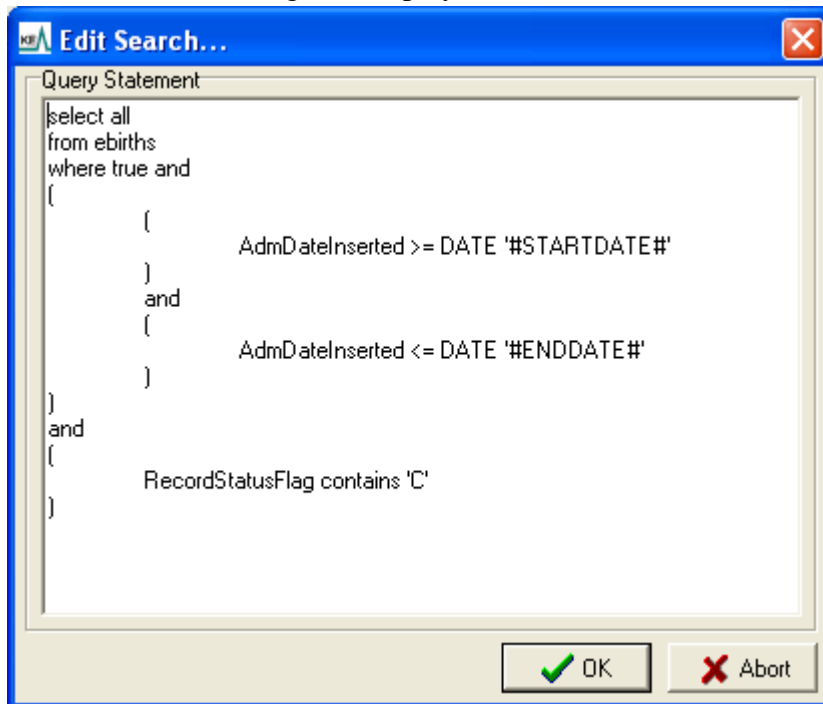 KE Edit Search...
Query Statement
select all
from ebirths
where true and
(
(
AdmDateInserted >= DATE '#STARTDATE#'
)
and
(
AdmDateInserted <= DATE '#ENDDATE#'
)
)
and
(
RecordStatusFlag contains 'C'
)
OK Abort